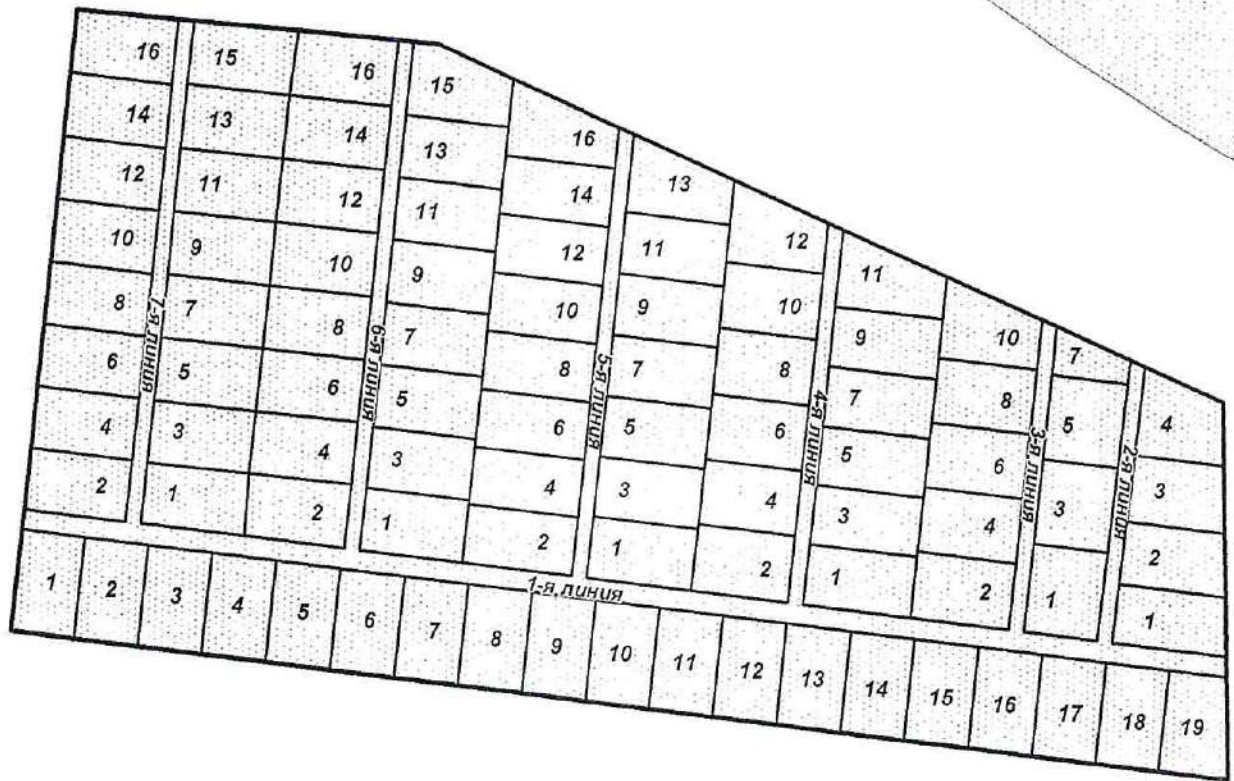 16 15 16 15
14 13 14 13 16
12 11 12 11 14 13
10 9 10 9 12 11 12
8 7 8 7 10 9 10 11
6 5 6 5 8 7 8 9 10 7
4 3 4 3 6 5 6 7 8 5 4
2 1 2 1 4 3 4 5 6 3 3
2 1 2 3 4 1 2
1 2 1
7-я линия
6-я линия
5-я линия
4-я линия
3-я линия
2-я линия
1-я линия
1 2 3 4 5 6 7 8 9 10 11 12 13 14 15 16 17 18 19